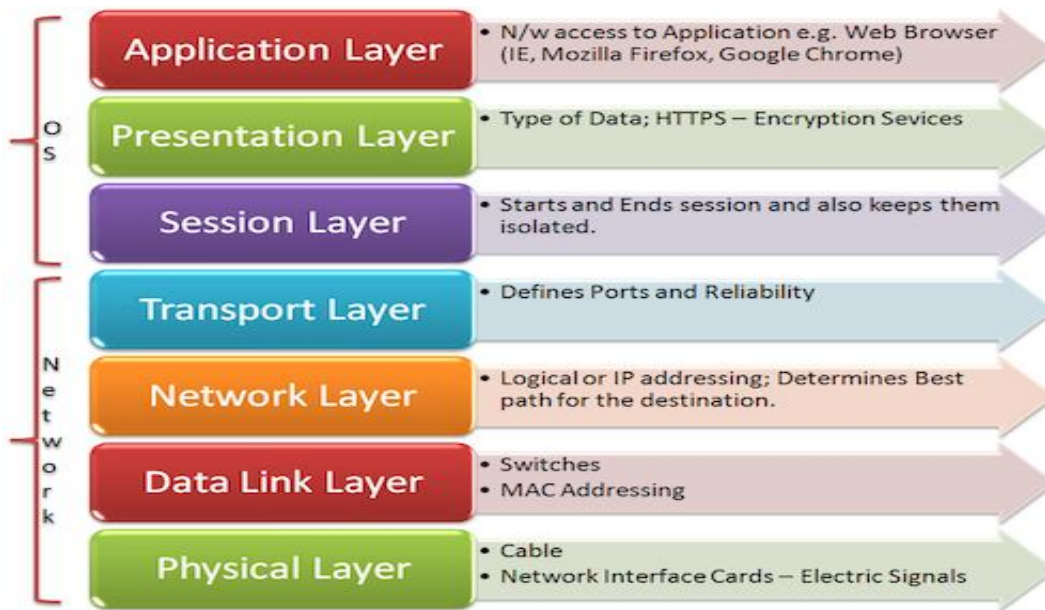 Application Layer
• N/w access to Application e.g. Web Browser
(IE, Mozilla Firefox, Google Chrome)
Presentation Layer
• Type of Data; HTTPS – Encryption Sevices
Session Layer
• Starts and Ends session and also keeps them
isolated.
OS
Transport Layer
• Defines Ports and Reliability
Network Layer
• Logical or IP addressing; Determines Best
path for the destination.
Data Link Layer
• Switches
• MAC Addressing
Physical Layer
• Cable
• Network Interface Cards – Electric Signals
Network